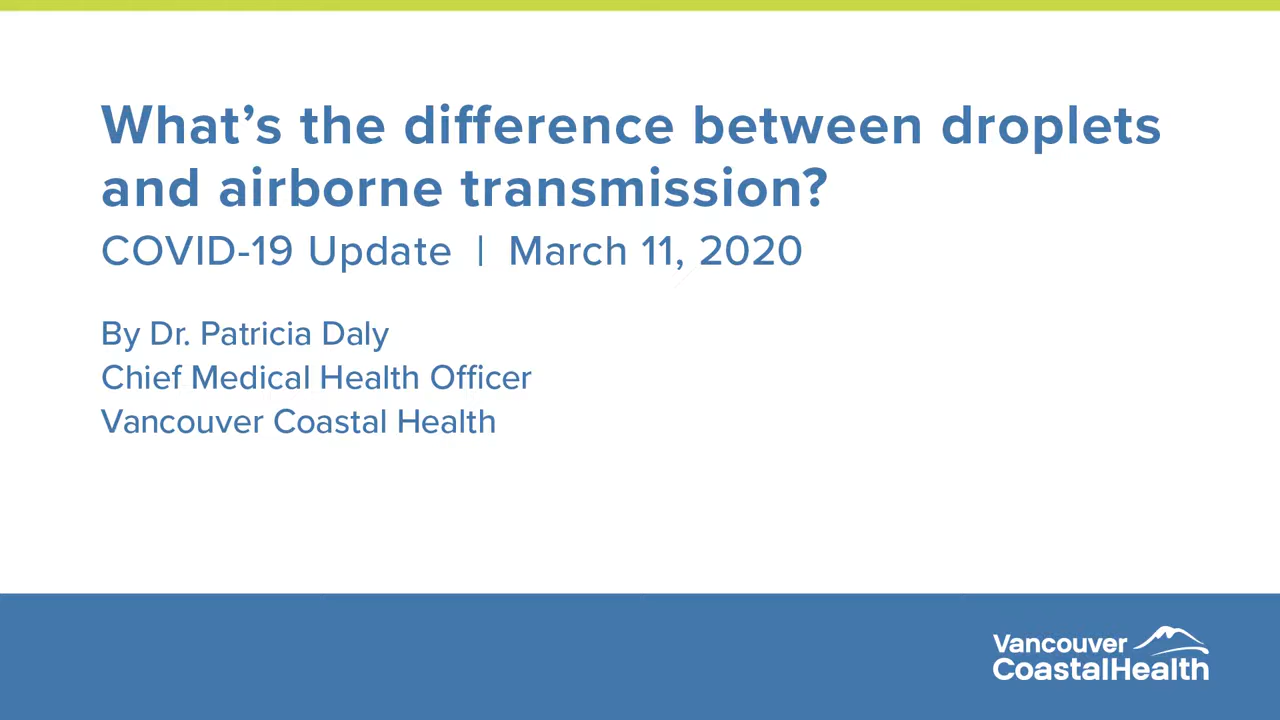 What’s the difference between droplets
and airborne transmission?
COVID-19 Update | March 11, 2020
By Dr. Patricia Daly
Chief Medical Health Officer
Vancouver Coastal Health
Vancouver
CoastalHealth